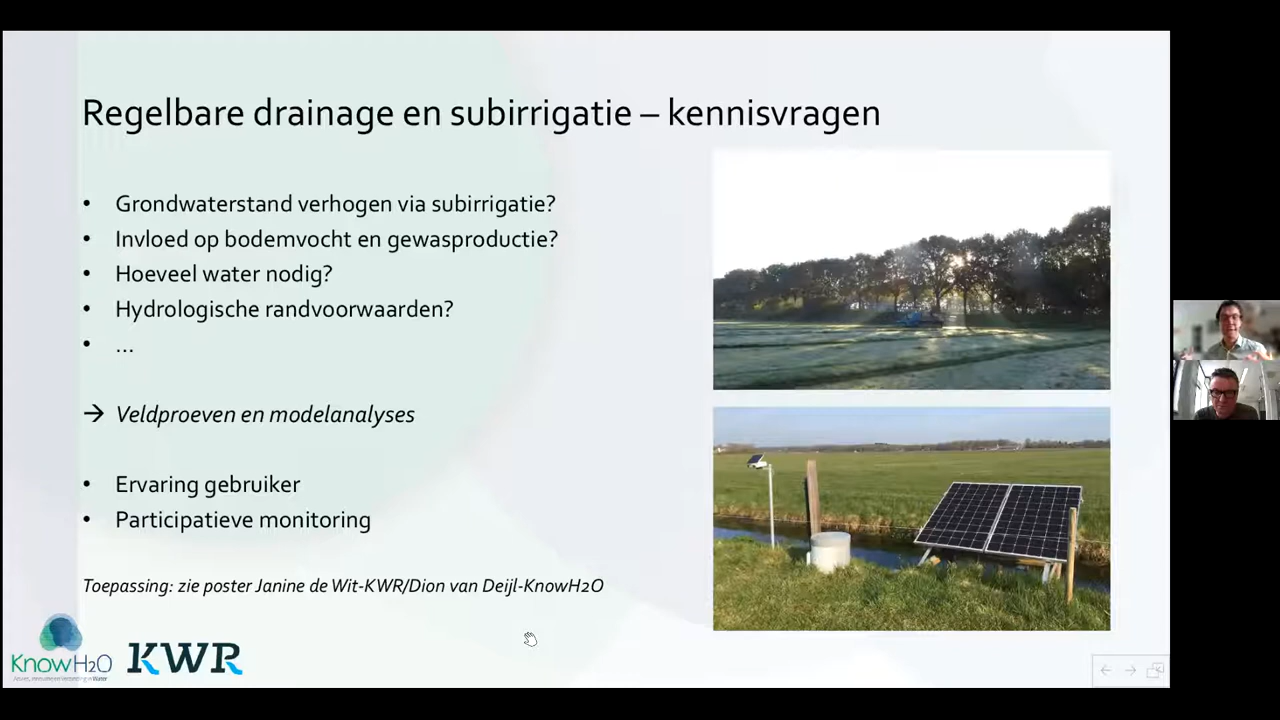 Regelbare drainage en subirrigatie – kennisvragen
• Grondwaterstand verhogen via subirrigatie?
• Invloed op bodemvocht en gewasproductie?
• Hoeveel water nodig?
• Hydrologische randvoorwaarden?
• ...
→ Veldproeven en modelanalyses
• Ervaring gebruiker
• Participatieve monitoring
Toepassing: zie poster Janine de Wit-KWR/Dion van Deijl-KnowH2O
KnowH2O
KWR